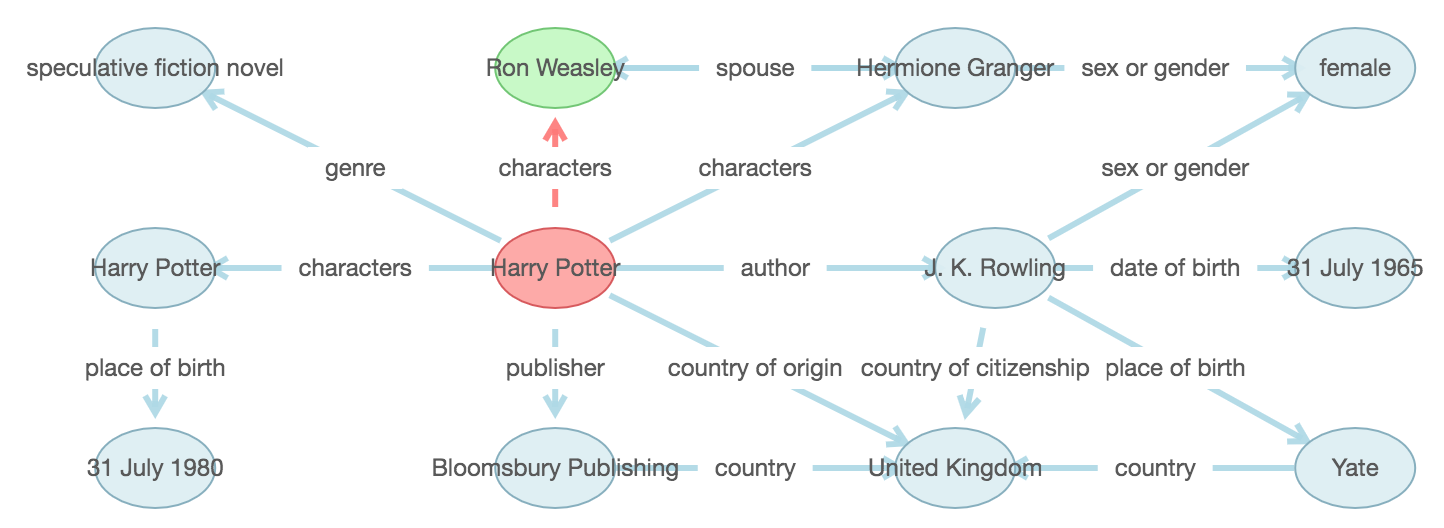 speculative fiction novel
Ron Weasley
spouse
Hermione Granger
sex or gender
female
genre
characters
characters
sex or gender
Harry Potter
characters
Harry Potter
author
J. K. Rowling
date of birth
31 July 1965
place of birth
publisher
country of origin
country of citizenship
place of birth
31 July 1980
Bloomsbury Publishing
country
United Kingdom
country
Yate